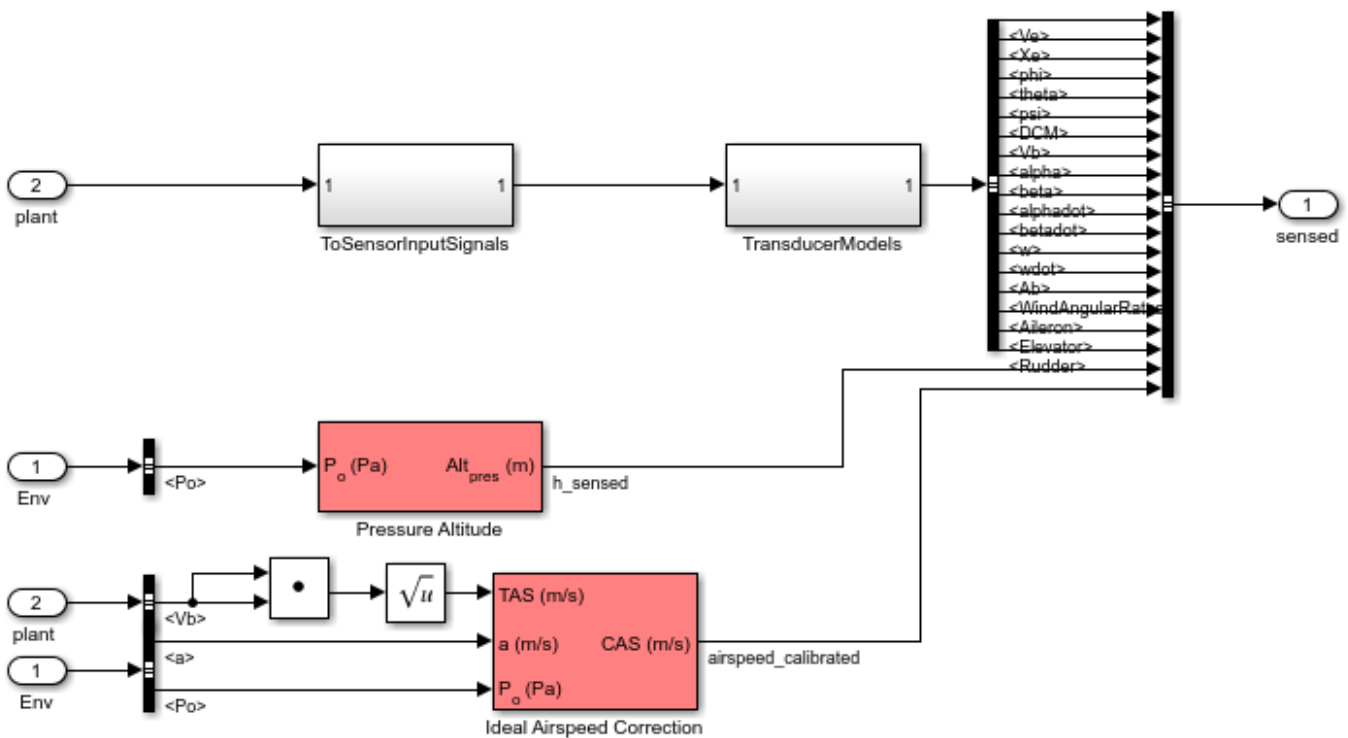 <Ve>
<Xe>
<phi>
<theta>
<psi>
<DCM>
<Vb>
<alpha>
<beta>
<alphadot>
<betadot>
<w>
<wdot>
<Ab>
<Aileron>
<Elevator>
<Rudder>
2
plant
1 1
ToSensorInputSignals
1 1
TransducerModels
1
sensed
1
Env
<Po>
Po (Pa) Altpres (m)
Pressure Altitude
h_sensed
2
plant
<Vb>
√u
1
Env
<a>
<Po>
TAS (m/s)
a (m/s) CAS (m/s)
Po (Pa)
Ideal Airspeed Correction
airspeed_calibrated